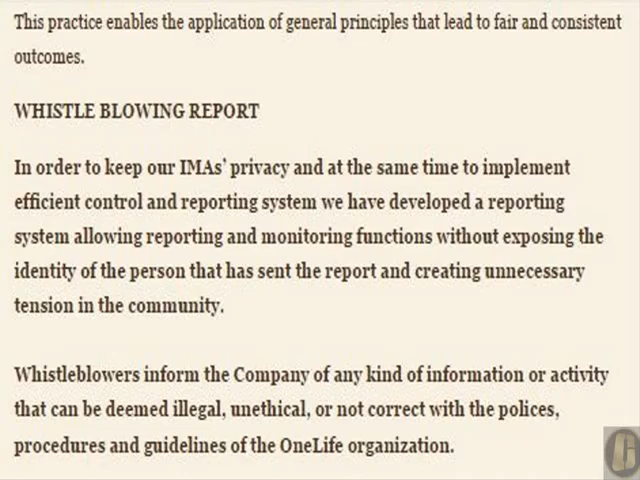 This practice enables the application of general principles that lead to fair and consistent
outcomes.
WHISTLE BLOWING REPORT
In order to keep our IMAs' privacy and at the same time to implement
efficient control and reporting system we have developed a reporting
system allowing reporting and monitoring functions without exposing the
identity of the person that has sent the report and creating unnecessary
tension in the community.
Whistleblowers inform the Company of any kind of information or activity
that can be deemed illegal, unethical, or not correct with the polices,
procedures and guidelines of the OneLife organization.